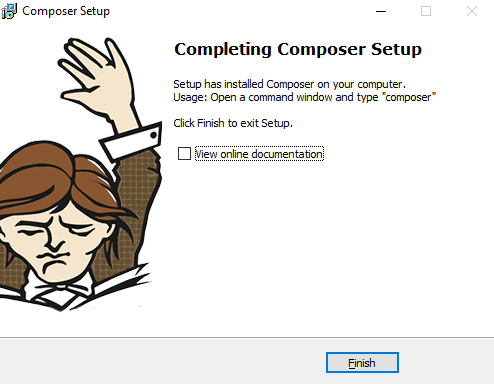 Composer Setup
Completing Composer Setup
Setup has installed Composer on your computer.
Usage: Open a command window and type "composer"
Click Finish to exit Setup.
View online documentation
Finish